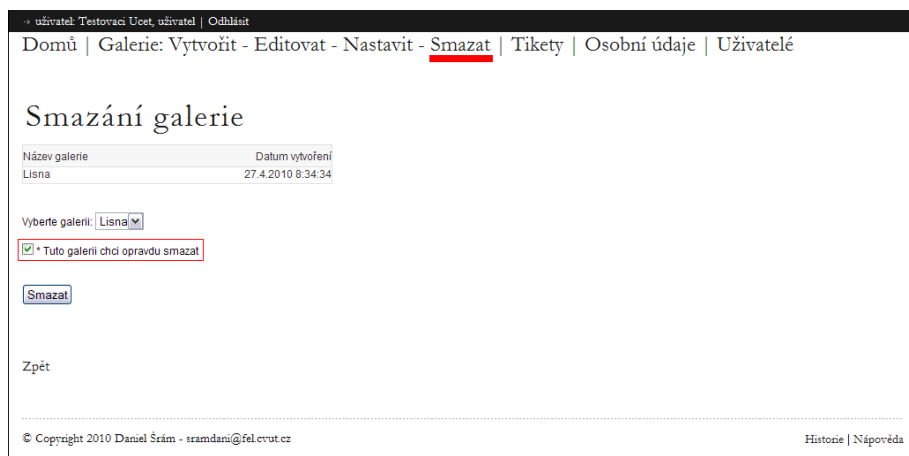 → uživatel: Testovaci Ucet, uživatel | Odhlásit
Domů | Galerie: Vytvořit - Editovat - Nastavit - Smazat | Tikety | Osobní údaje | Uživatelé
Smazání galerie
Název galerie Datum vytvoření
Lisna 27.4.2010 8:34:34
Vyberte galerii: Lisna
* Tuto galerii chci opravdu smazat
Smazat
Zpět
© Copyright 2010 Daniel Šrám - sramdani@fel.cvut.cz Historie | Nápověda